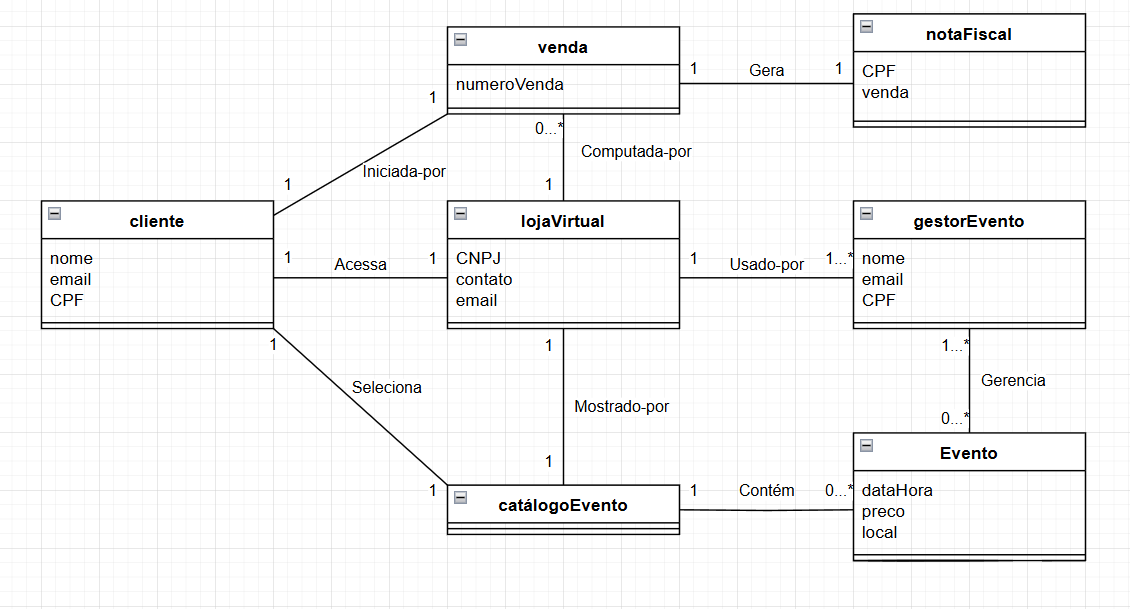 venda
numeroVenda
1
Gera
1
notaFiscal
CPF
venda
1
Iniciada-por
1
0...*
Computada-por
1
cliente
nome
email
CPF
1
Acessa
1
lojaVirtual
CNPJ
contato
email
1
Usado-por
1...*
gestorEvento
nome
email
CPF
1
Seleciona
1
1
Mostrado-por
1
1...*
Gerencia
0...*
catálogoEvento
1
Contém
0...*
Evento
dataHora
preco
local